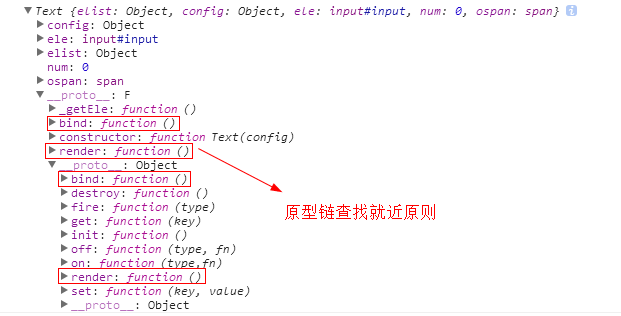 Text {elist: Object, config: Object, ele: input#input, num: 0, ospan: span} i
config: Object
ele: input#input
elist: Object
num: 0
ospan: span
__proto__: F
_getEle: function ()
bind: function ()
constructor: function Text(config)
render: function ()
__proto__: Object
bind: function ()
destroy: function ()
fire: function (type)
get: function (key)
原型链查找就近原则
init: function ()
off: function (type, fn)
on: function (type,fn)
render: function ()
set: function (key, value)
__proto__: Object